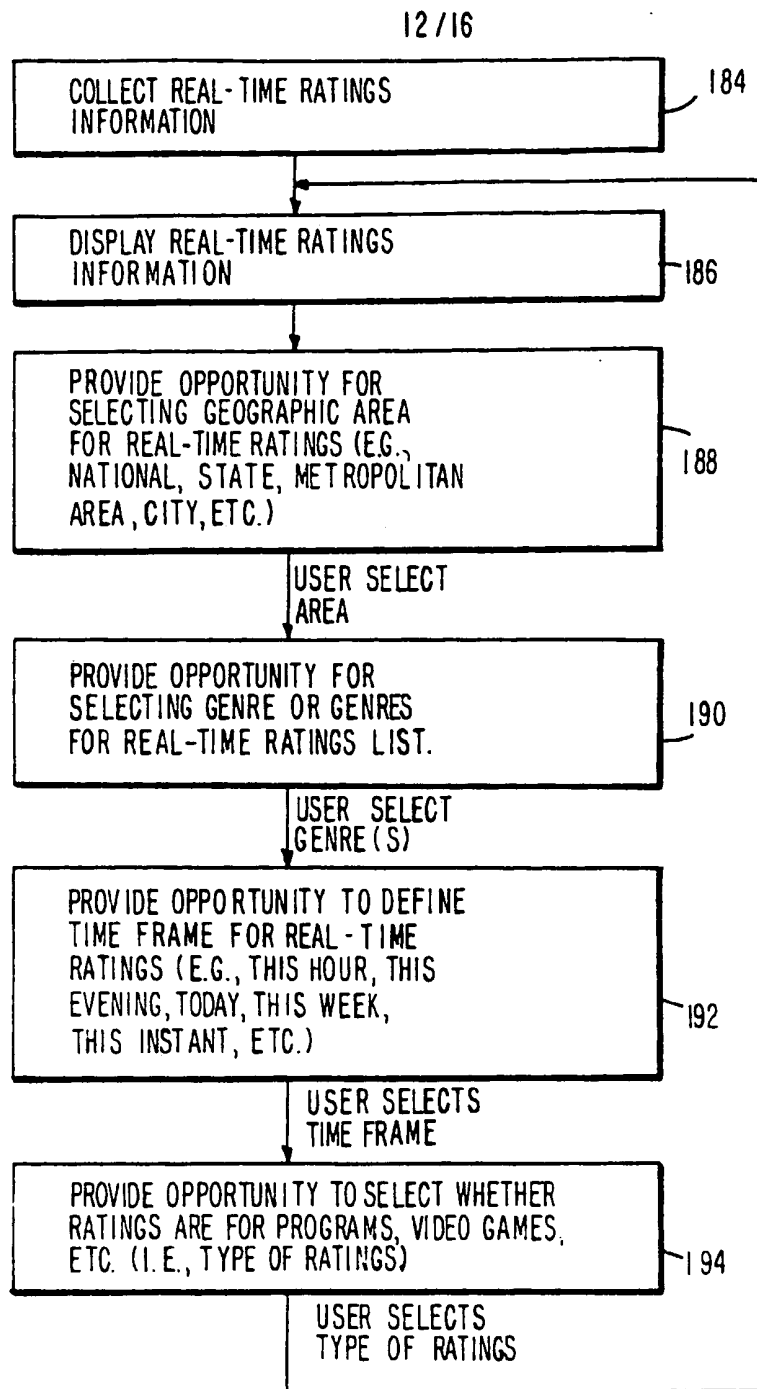 12/16
COLLECT REAL-TIME RATINGS
INFORMATION
184
DISPLAY REAL-TIME RATINGS
INFORMATION
186
PROVIDE OPPORTUNITY FOR
SELECTING GEOGRAPHIC AREA
FOR REAL-TIME RATINGS (E.G.,
NATIONAL, STATE, METROPOLITAN
AREA, CITY, ETC.)
188
USER SELECT
AREA
PROVIDE OPPORTUNITY FOR
SELECTING GENRE OR GENRES
FOR REAL-TIME RATINGS LIST.
190
USER SELECT
GENRE(S)
PROVIDE OPPORTUNITY TO DEFINE
TIME FRAME FOR REAL-TIME
RATINGS (E.G., THIS HOUR, THIS
EVENING, TODAY, THIS WEEK,
THIS INSTANT, ETC.)
192
USER SELECTS
TIME FRAME
PROVIDE OPPORTUNITY TO SELECT WHETHER
RATINGS ARE FOR PROGRAMS, VIDEO GAMES,
ETC. (I.E., TYPE OF RATINGS)
194
USER SELECTS
TYPE OF RATINGS